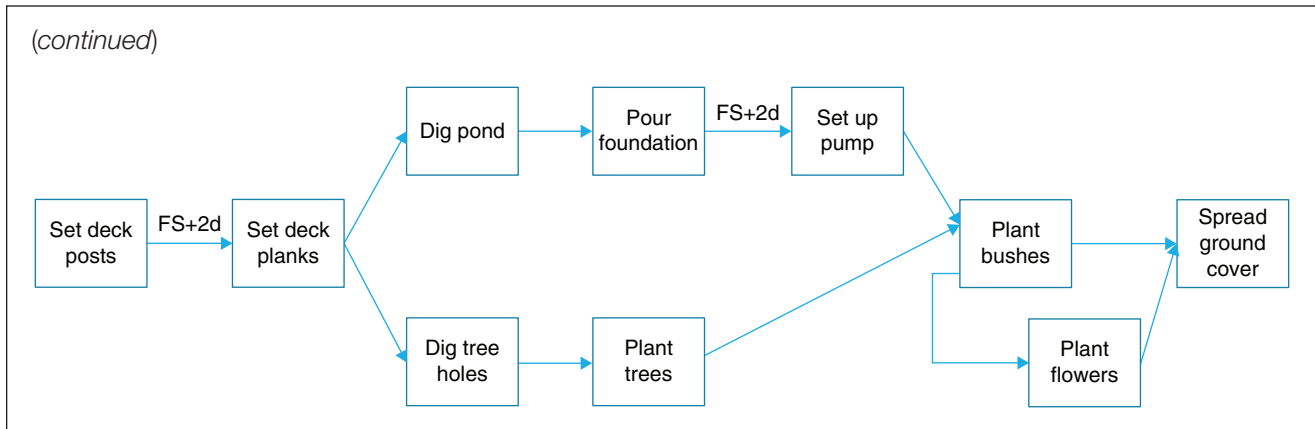 (continued)
Dig pond
Pour
foundation
FS+2d
Set up
pump
Set deck
posts
FS+2d
Set deck
planks
Plant
bushes
Spread
ground
cover
Dig tree
holes
Plant
trees
Plant
flowers